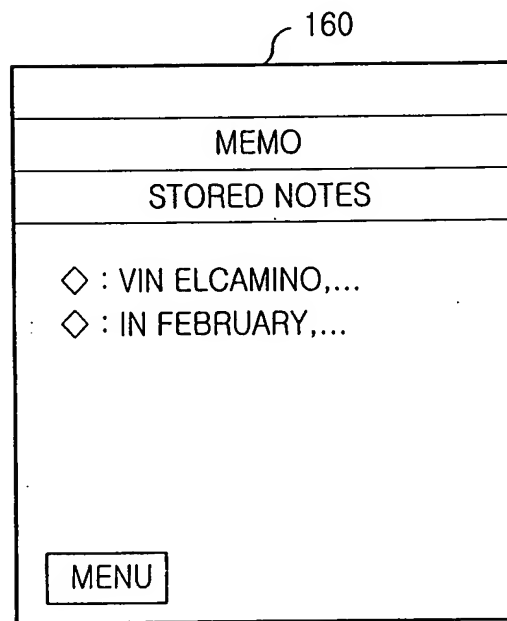 160
MEMO
STORED NOTES
◇ : VIN ELCAMINO,...
◇ : IN FEBRUARY,...
MENU